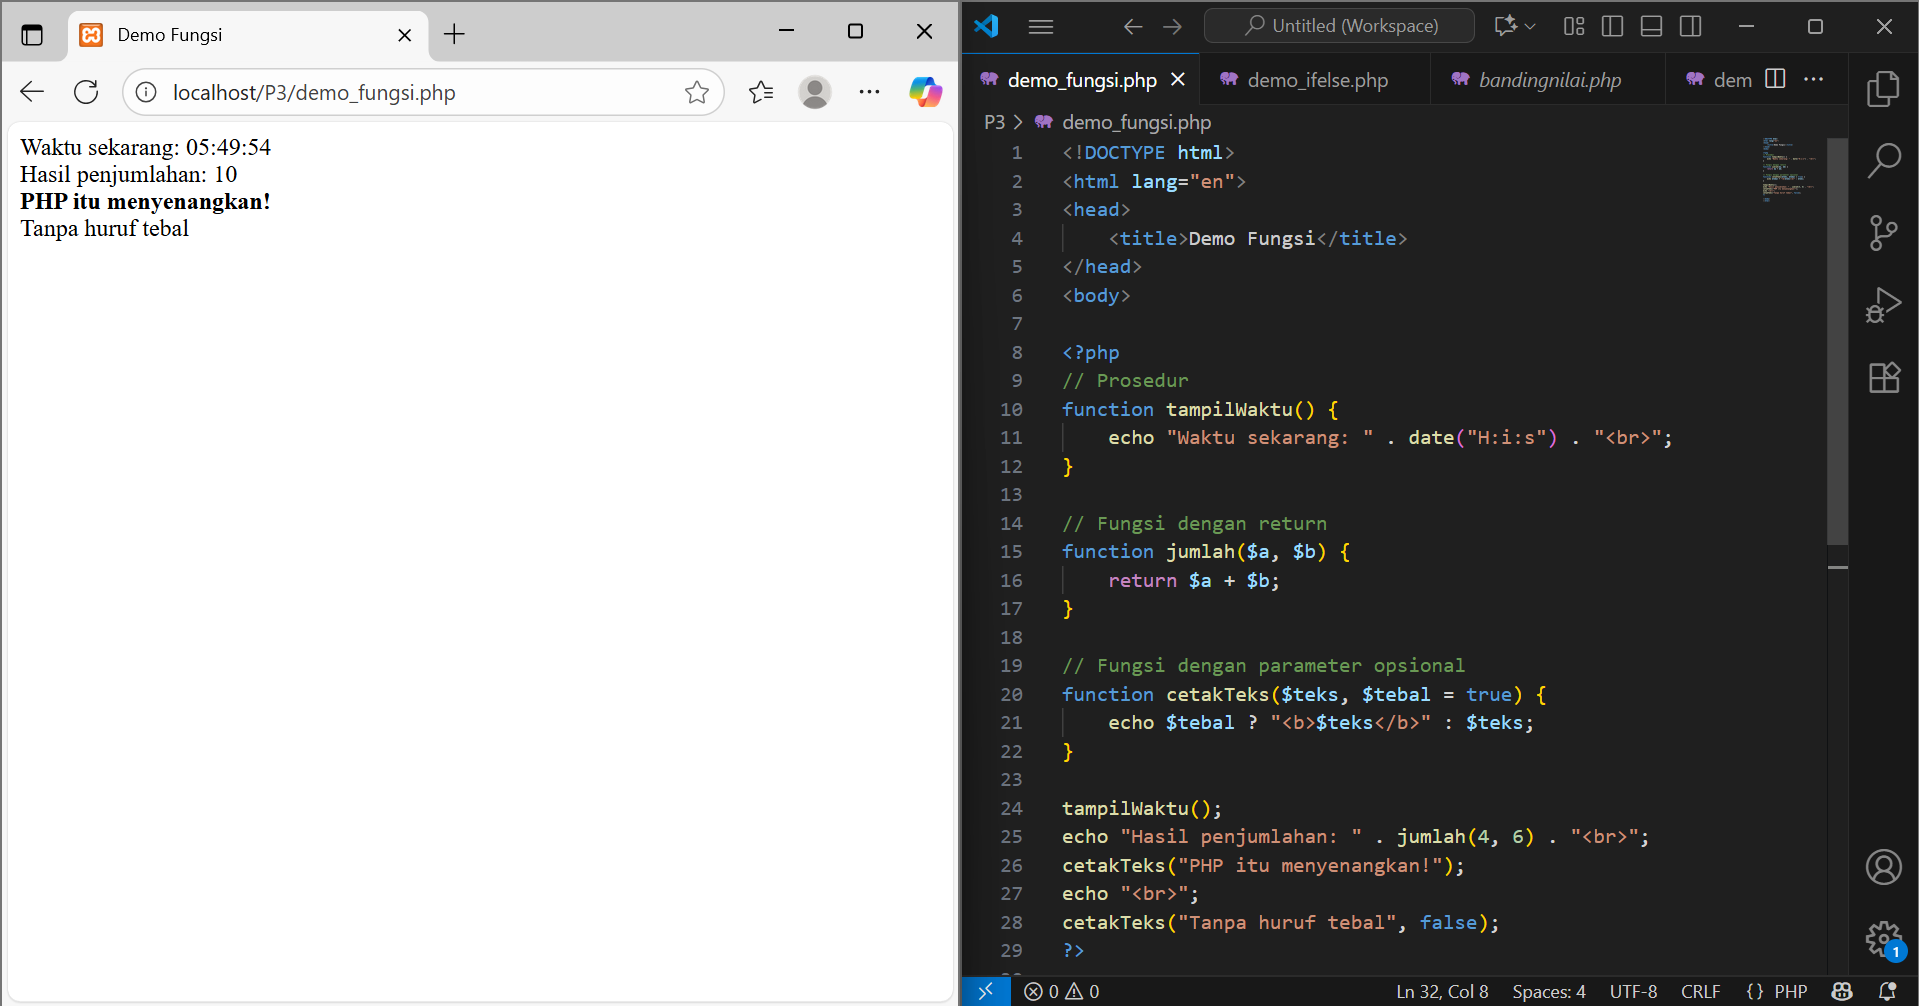 Demo Fungsi
localhost/P3/demo_fungsi.php
Waktu sekarang: 05:49:54
Hasil penjumlahan: 10
PHP itu menyenangkan!
Tanpa huruf tebal
Untitled (Workspace)
demo_fungsi.php
demo_ifelse.php
bandingnilai.php
dem
P3 > demo_fungsi.php
1 <!DOCTYPE html>
2 <html lang="en">
3 <head>
4     <title>Demo Fungsi</title>
5 </head>
6 <body>
7
8 <?php
9 // Prosedur
10 function tampilWaktu() {
11     echo "Waktu sekarang: " . date("H:i:s") . "<br>";
12 }
13
14 // Fungsi dengan return
15 function jumlah($a, $b) {
16     return $a + $b;
17 }
18
19 // Fungsi dengan parameter opsional
20 function cetakTeks($teks, $tebal = true) {
21     echo $tebal ? "<b>$teks</b>" : $teks;
22 }
23
24 tampilWaktu();
25 echo "Hasil penjumlahan: " . jumlah(4, 6) . "<br>";
26 cetakTeks("PHP itu menyenangkan!");
27 echo "<br>";
28 cetakTeks("Tanpa huruf tebal", false);
29 ?>
1
0 0 Ln 32, Col 8 Spaces: 4 UTF-8 CRLF {} PHP